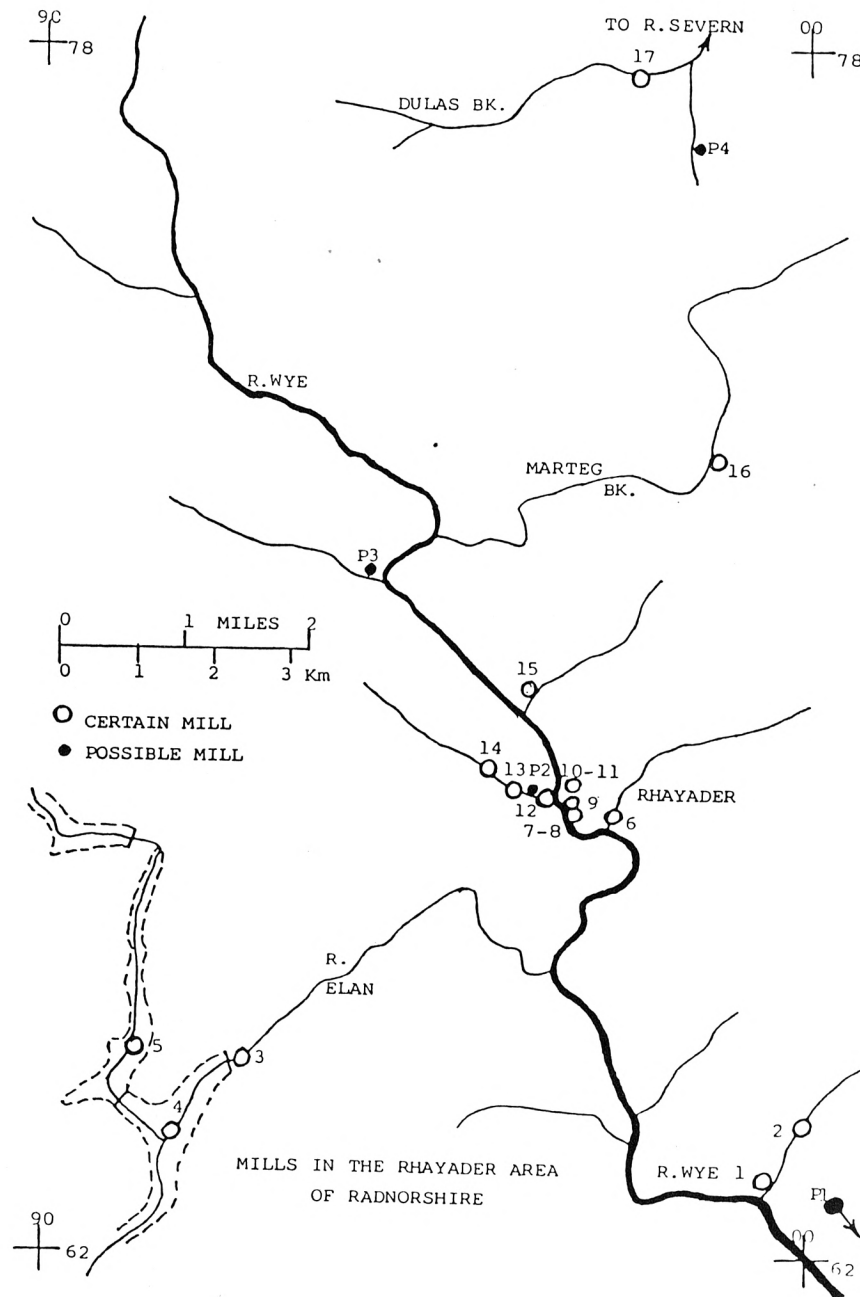 90
78
TO R.SEVERN
00
78
17
DULAS BK.
P4
R.WYE
MARTEG
BK.
16
P3
0 1 MILES 2
0 1 2 3 Km
15
CERTAIN MILL
POSSIBLE MILL
14
13 P2 10-11
12
9
RHAYADER
7-8
6
R.
ELAN
5
3
4
2
MILLS IN THE RHAYADER AREA
OF RADNORSHIRE
R.WYE 1
P1
90
62
00
62